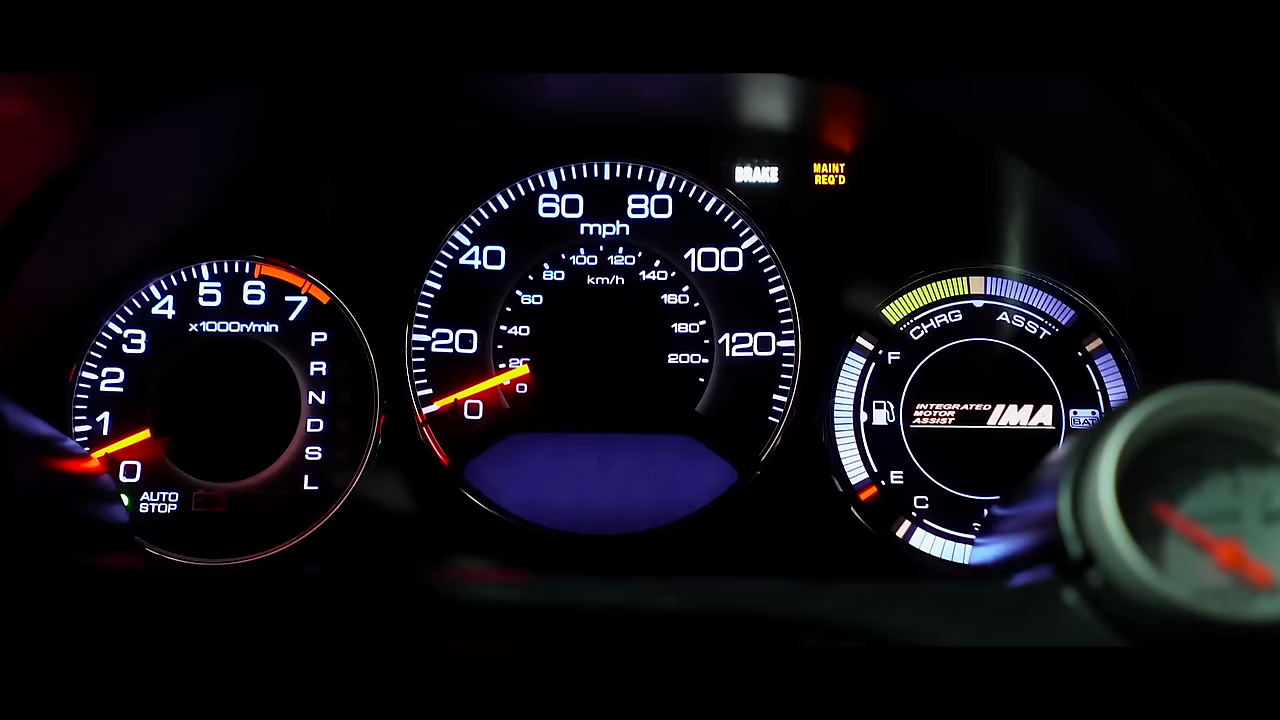 BRAKE
MAINT
REQ'D
0
1
2
3
4
5
6
7
x1000r/min
P
R
N
D
S
L
AUTO
STOP
0
20
40
60
80
100
120
mph
0
20
40
60
80
100
120
140
160
180
200
km/h
CHRG
ASST
F
E
C
INTEGRATED
MOTOR
ASSIST
IMA
BAT